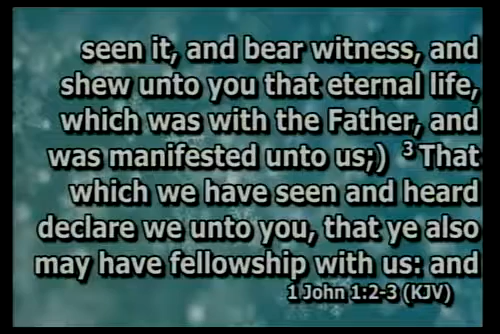 seen it, and bear witness, and
shew unto you that eternal life,
which was with the Father, and
was manifested unto us;) ³ That
which we have seen and heard
declare we unto you, that ye also
may have fellowship with us: and
1 John 1:2-3 (KJV)